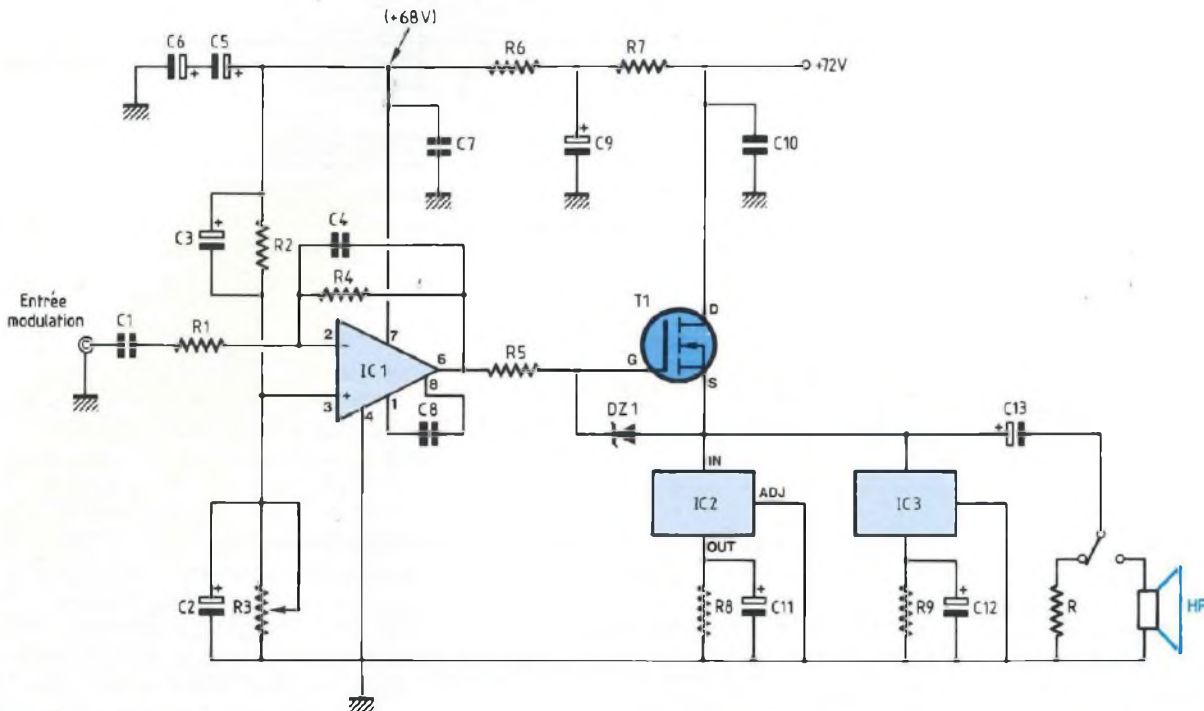 (+68V)
C6
C5
R6
R7
+72V
+
+
+
C7
C9
C10
+
C3
R2
C4
R4
T1
D
Entrée
modulation
C1
R1
2
-
7
IC1
6
R5
G
S
8
+
3
4
1
C8
DZ1
C13
+
IN
IC2
ADJ
IC3
OUT
+
C2
R3
R8
+
C11
R9
+
C12
R
HP